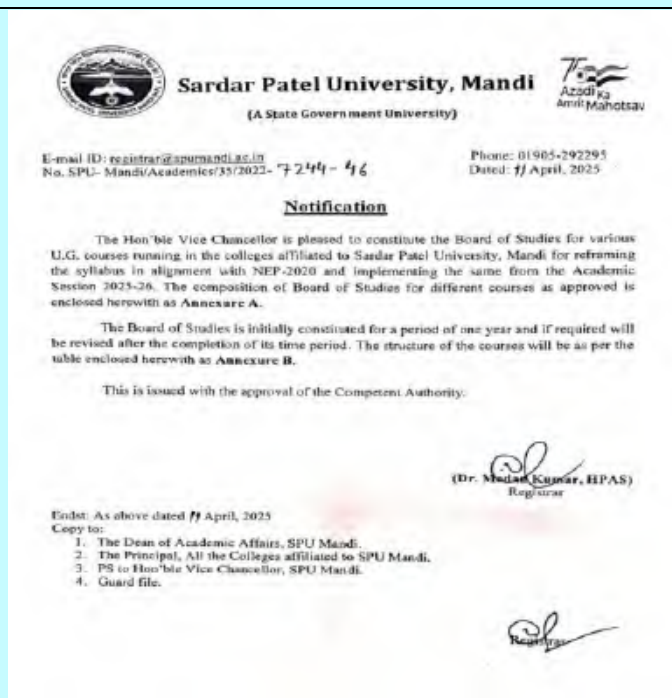 Sardar Patel University, Mandi
(A State Government University)
Azadi Ka
Amrit Mahotsav
E-mail ID: registrar@spumandi.ac.in
Phone: 01905-292295
No. SPU- Mandi/Academics/35/2022- 7244-46
Dated: 11 April, 2025
Notification
The Hon'ble Vice Chancellor is pleased to constitute the Board of Studies for various
U.G. courses running in the colleges affiliated to Sardar Patel University, Mandi for reframing
the syllabus in alignment with NEP-2020 and implementing the same from the Academic
Session 2025-26. The composition of Board of Studies for different courses as approved is
enclosed herewith as Annexure A.
The Board of Studies is initially constituted for a period of one year and if required will
be revised after the completion of its time period. The structure of the courses will be as per the
table enclosed herewith as Annexure B.
This is issued with the approval of the Competent Authority.
(Dr. Madan Kumar, HPAS)
Registrar
Endst: As above dated 11 April, 2025
Copy to:
1. The Dean of Academic Affairs, SPU Mandi.
2. The Principal, All the Colleges affiliated to SPU Mandi.
3. PS to Hon'ble Vice Chancellor, SPU Mandi.
4. Guard file.
Registrar